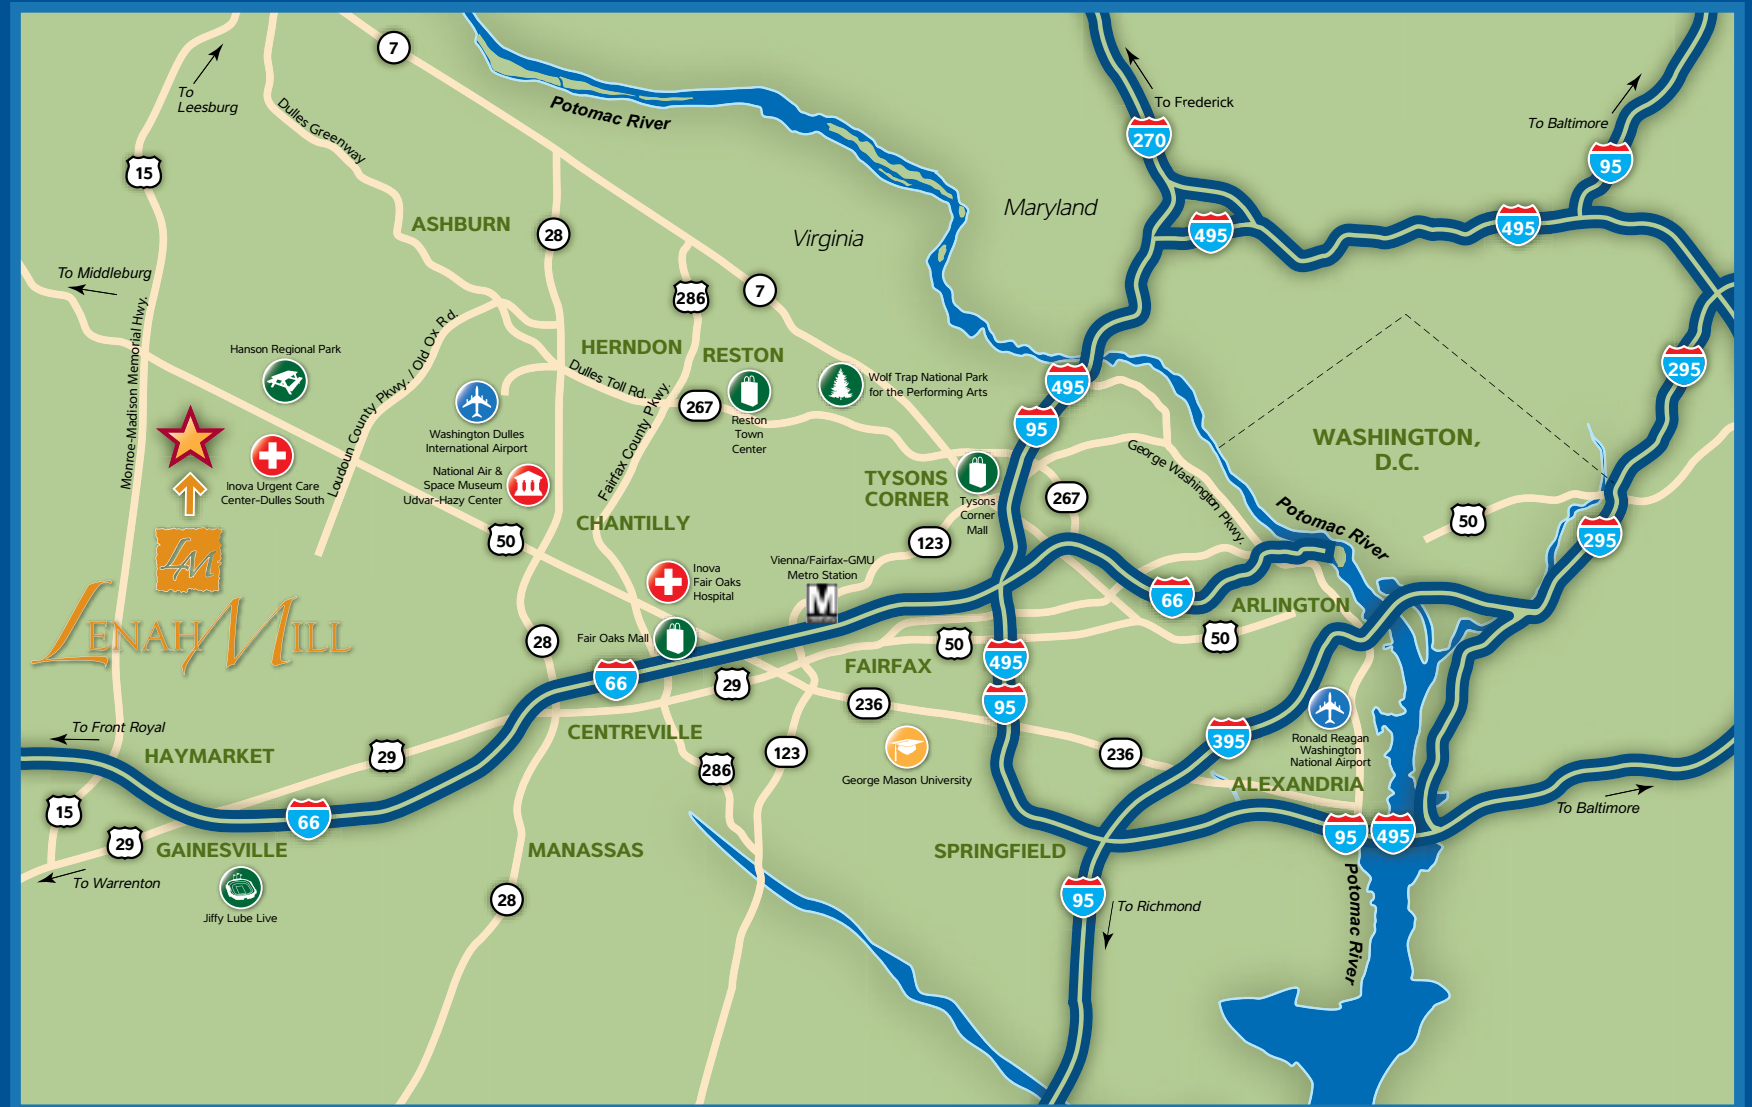 7
To
Leesburg
Dulles Greenway
Potomac River
To Frederick
270
To Baltimore
95
15
ASHBURN
28
Virginia
Maryland
495
495
To Middleburg
Monroe-Madison Memorial Hwy.
286
7
Hanson Regional Park
Loudoun County Pkwy. / Old Ox Rd.
HERNDON
RESTON
Dulles Toll Rd.
Fairfax County Pkwy.
267
Reston
Town
Center
Wolf Trap National Park
for the Performing Arts
495
95
295
Washington Dulles
International Airport
National Air &
Space Museum
Udvar-Hazy Center
Inova Urgent Care
Center-Dulles South
George Washington Pkwy.
WASHINGTON,
D.C.
TYSONS
CORNER
Tysons
Corner
Mall
267
Potomac River
50
295
CHANTILLY
50
123
LM
LENAH MILL
Inova
Fair Oaks
Hospital
Vienna/Fairfax-GMU
Metro Station
M
66
ARLINGTON
50
28
Fair Oaks Mall
50
495
FAIRFAX
66
29
236
95
Ronald Reagan
Washington
National Airport
395
To Front Royal
HAYMARKET
29
CENTREVILLE
286
123
George Mason University
236
ALEXANDRIA
To Baltimore
15
66
29
GAINESVILLE
MANASSAS
SPRINGFIELD
95
495
To Warrenton
Jiffy Lube Live
28
95
To Richmond
Potomac River